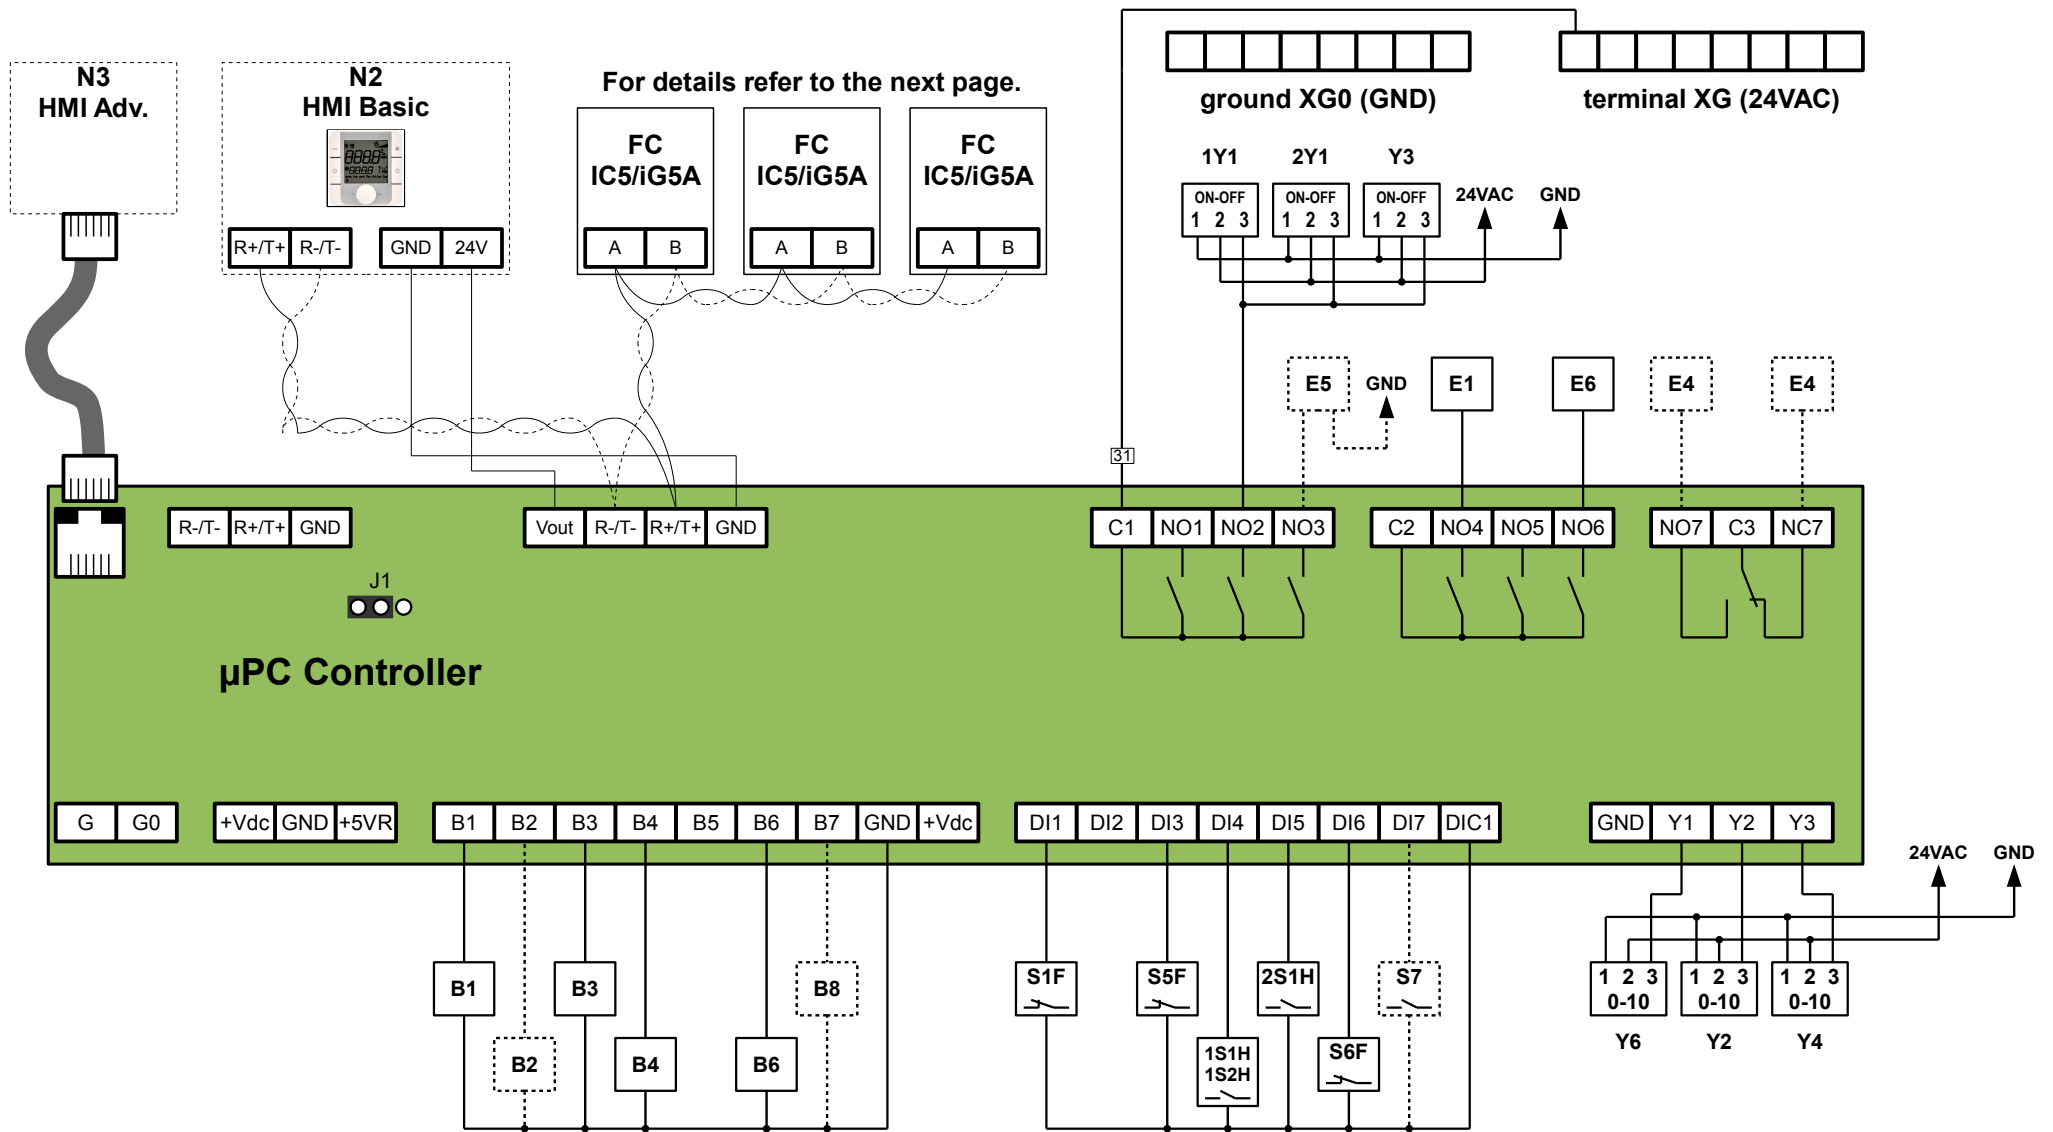 N3
HMI Adv.
N2
HMI Basic
For details refer to the next page.
ground XG0 (GND)
terminal XG (24VAC)
FC
IC5/iG5A
FC
IC5/iG5A
FC
IC5/iG5A
1Y1 2Y1 Y3
ON-OFF ON-OFF ON-OFF
1 2 3 1 2 3 1 2 3
24VAC GND
R+/T+ R-/T- GND 24V
A B A B A B
E5 GND E1 E6 E4 E4
31
R-/T- R+/T+ GND
Vout R-/T- R+/T+ GND
C1 NO1 NO2 NO3
C2 NO4 NO5 NO6
NO7 C3 NC7
J1
µPC Controller
G G0
+Vdc GND +5VR
B1 B2 B3 B4 B5 B6 B7 GND +Vdc
DI1 DI2 DI3 DI4 DI5 DI6 DI7 DIC1
GND Y1 Y2 Y3
24VAC GND
B1 B3 B8
B2 B4 B6
S1F S5F 2S1H S7
1S1H
1S2H
S6F
1 2 3 1 2 3 1 2 3
0-10 0-10 0-10
Y6 Y2 Y4